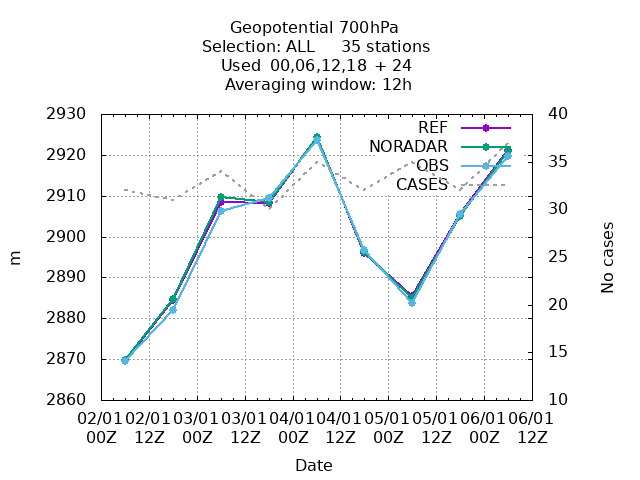 Geopotential 700hPa
Selection: ALL 35 stations
Used 00,06,12,18 + 24
Averaging window: 12h
2930 40
REF
NORADAR
2920 35
OBS
CASES
2910 30
2900 25
m
No cases
2890
2880 20
2870 15
2860 10
02/01 02/01 03/01 03/01 04/01 04/01 05/01 05/01 06/01 06/01
00Z 12Z 00Z 12Z 00Z 12Z 00Z 12Z 00Z 12Z
Date